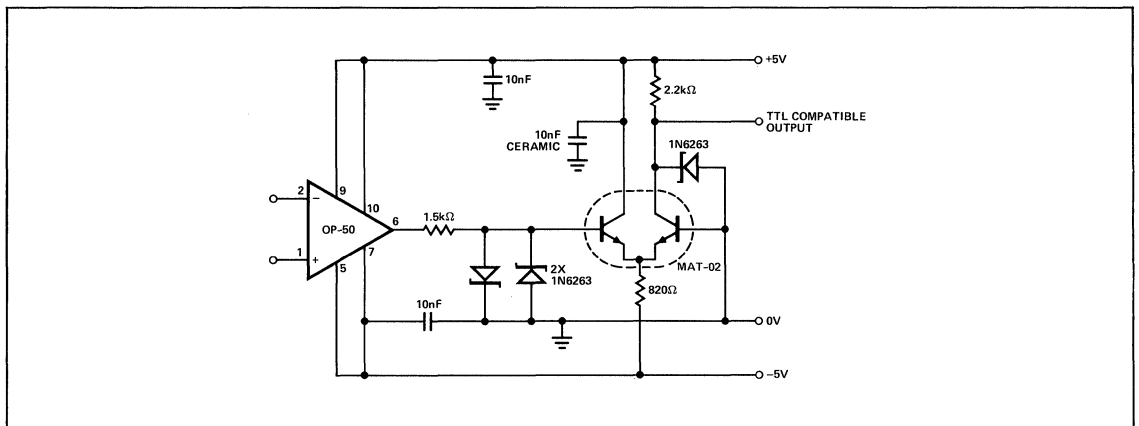 +5V
10nF
2.2kΩ
TTL COMPATIBLE
OUTPUT
10nF
CERAMIC
1N6263
2
−
9
10
OP-50
6
1.5kΩ
1
+
5
7
2X
1N6263
MAT-02
820Ω
10nF
0V
−5V